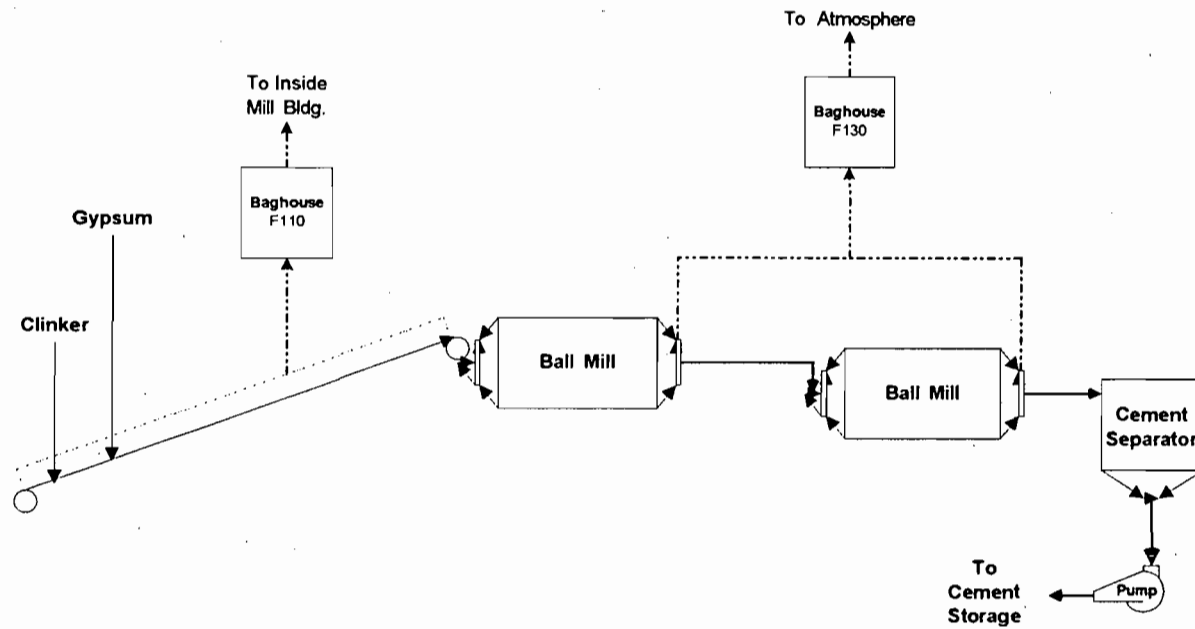 To Atmosphere
Baghouse
F130
To Inside
Mill Bldg.
Baghouse
F110
Gypsum
Clinker
Ball Mill
Ball Mill
Cement
Separator
Pump
To
Cement
Storage